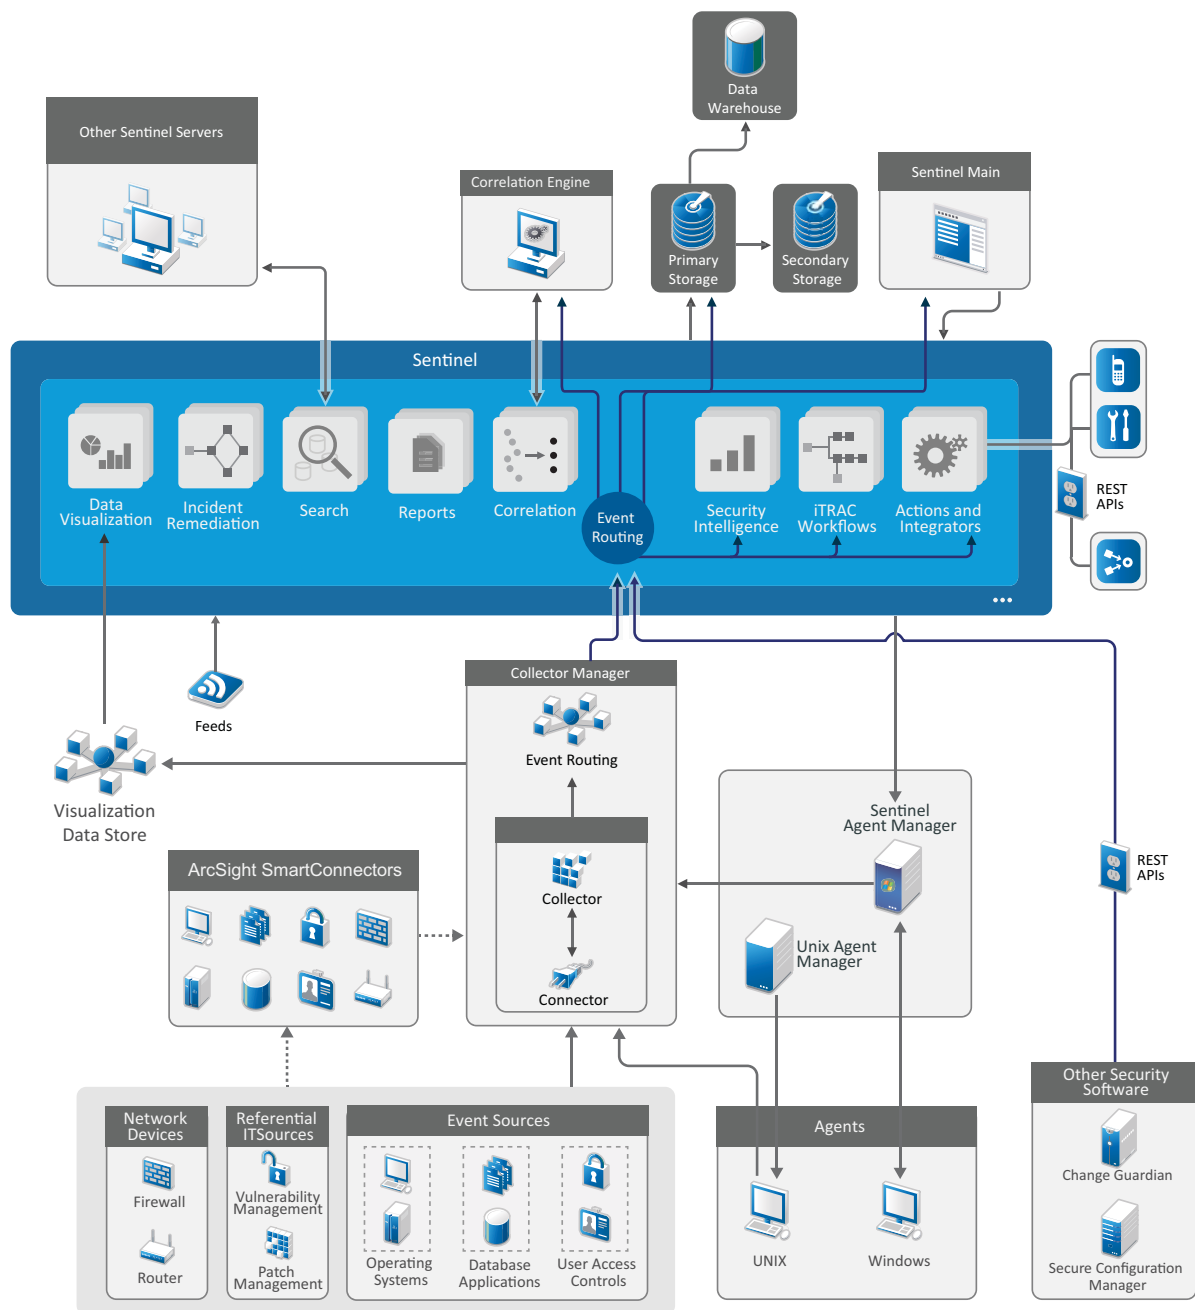 Data
Warehouse
Other Sentinel Servers
Correlation Engine
Sentinel Main
Primary
Storage
Secondary
Storage
Sentinel
Data
Visualization
Incident
Remediation
Search
Reports
Correlation
Event
Routing
Security
Intelligence
iTRAC
Workflows
Actions and
Integrators
REST
APIs
...
Feeds
Collector Manager
Event Routing
Visualization
Data Store
Sentinel
Agent Manager
ArcSight SmartConnectors
Collector
Connector
Unix Agent
Manager
REST
APIs
Network
Devices
Firewall
Router
Referential
ITSources
Vulnerability
Management
Patch
Management
Event Sources
Operating
Systems
Database
Applications
User Access
Controls
Agents
UNIX
Windows
Other Security
Software
Change Guardian
Secure Configuration
Manager